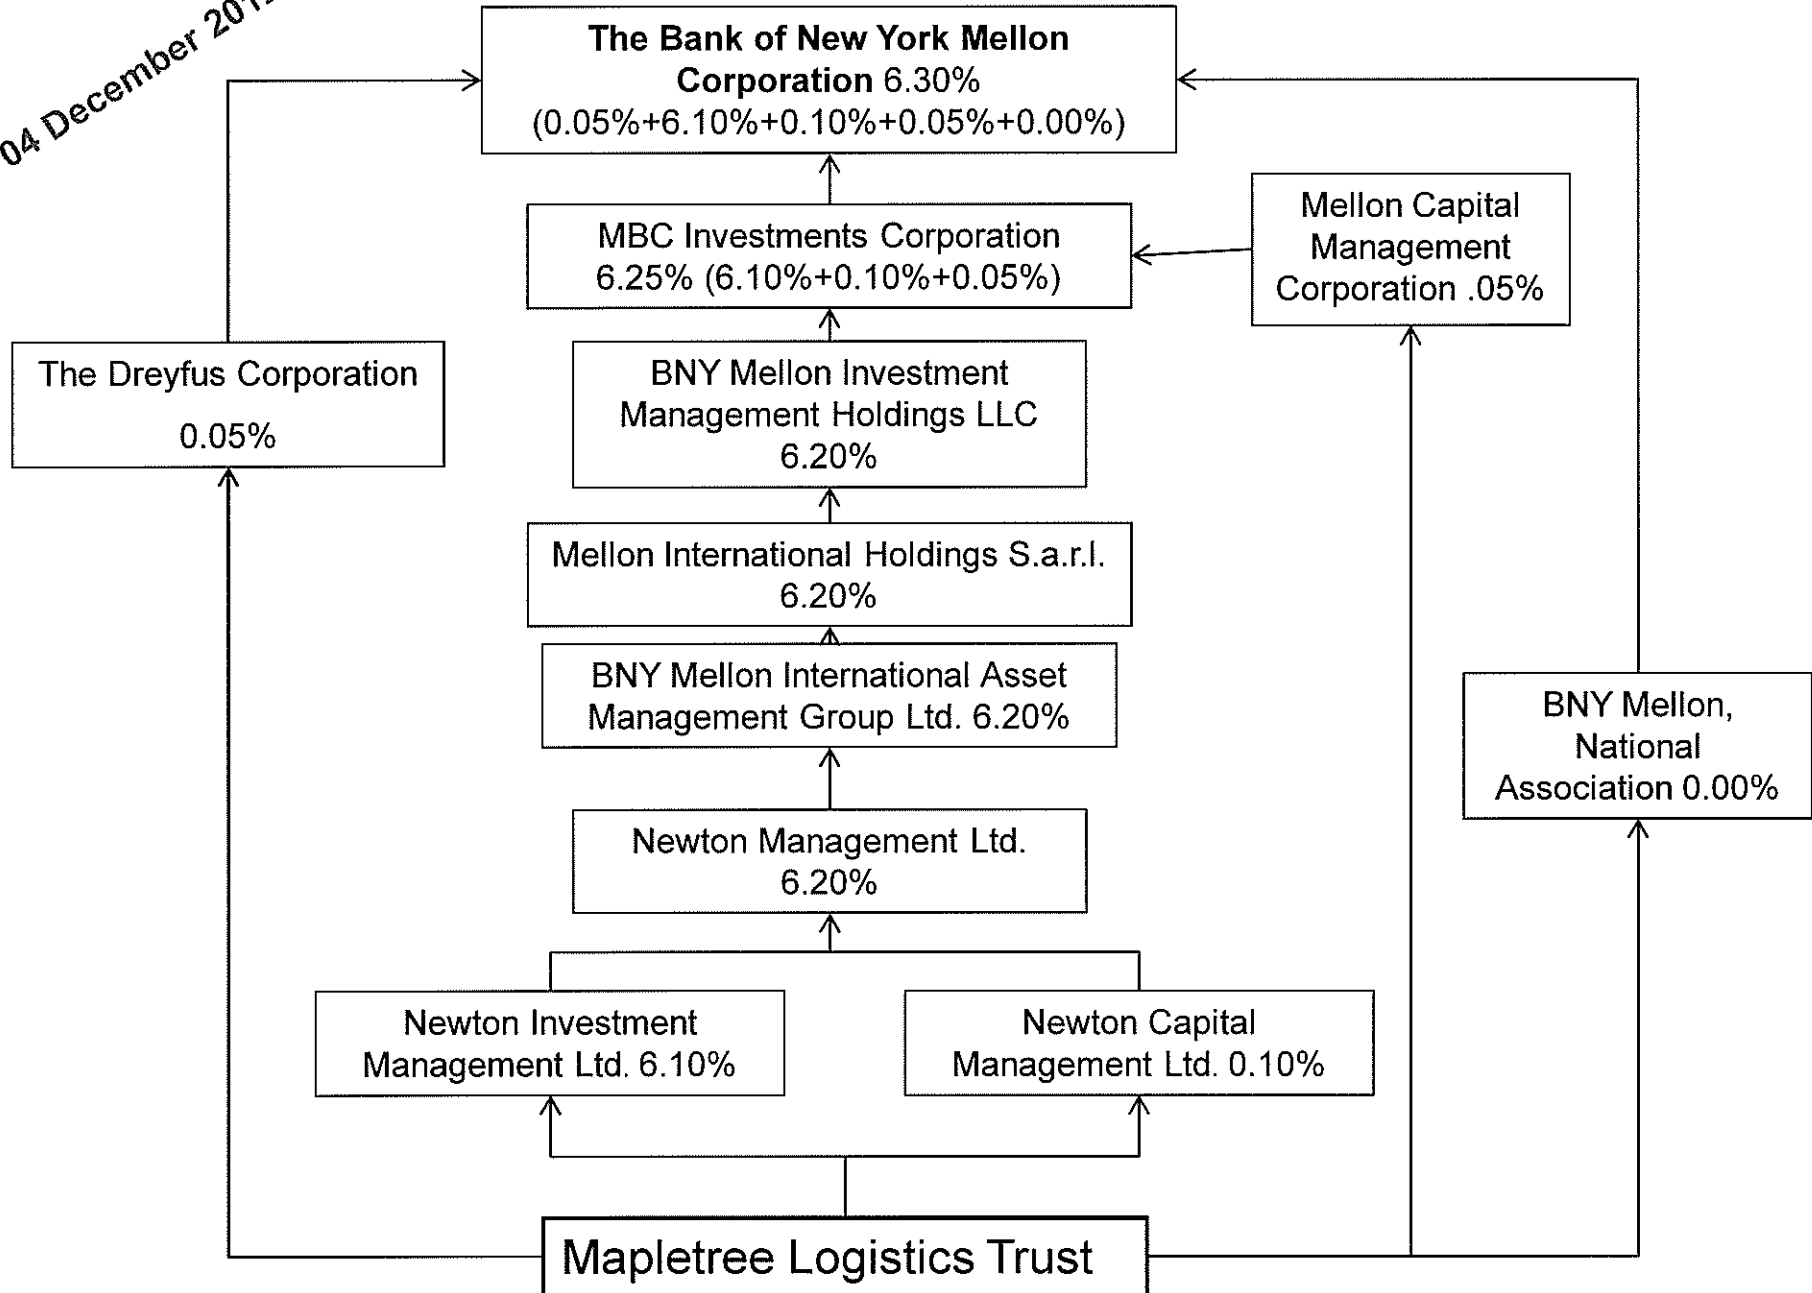 04 December
The Bank of New York Mellon
Corporation 6.30%
(0.05%+6.10%+0.10%+0.05%+0.00%)
MBC Investments Corporation
6.25% (6.10%+0.10%+0.05%)
Mellon Capital
Management
Corporation .05%
The Dreyfus Corporation
0.05%
BNY Mellon Investment
Management Holdings LLC
6.20%
Mellon International Holdings S.a.r.l.
6.20%
BNY Mellon International Asset
Management Group Ltd. 6.20%
BNY Mellon,
National
Association 0.00%
Newton Management Ltd.
6.20%
Newton Investment
Management Ltd. 6.10%
Newton Capital
Management Ltd. 0.10%
Mapletree Logistics Trust